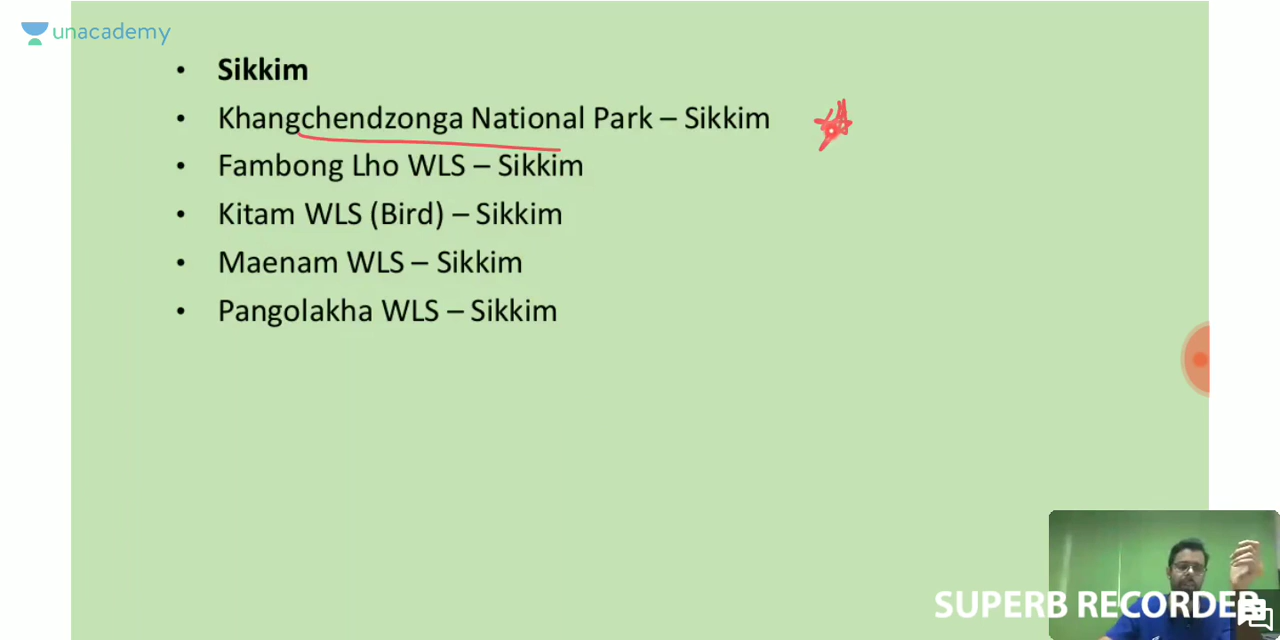 unacademy
• Sikkim
• Khangchendzonga National Park – Sikkim
• Fambong Lho WLS – Sikkim
• Kitam WLS (Bird) – Sikkim
• Maenam WLS – Sikkim
• Pangolakha WLS – Sikkim
SUPERB RECORDER